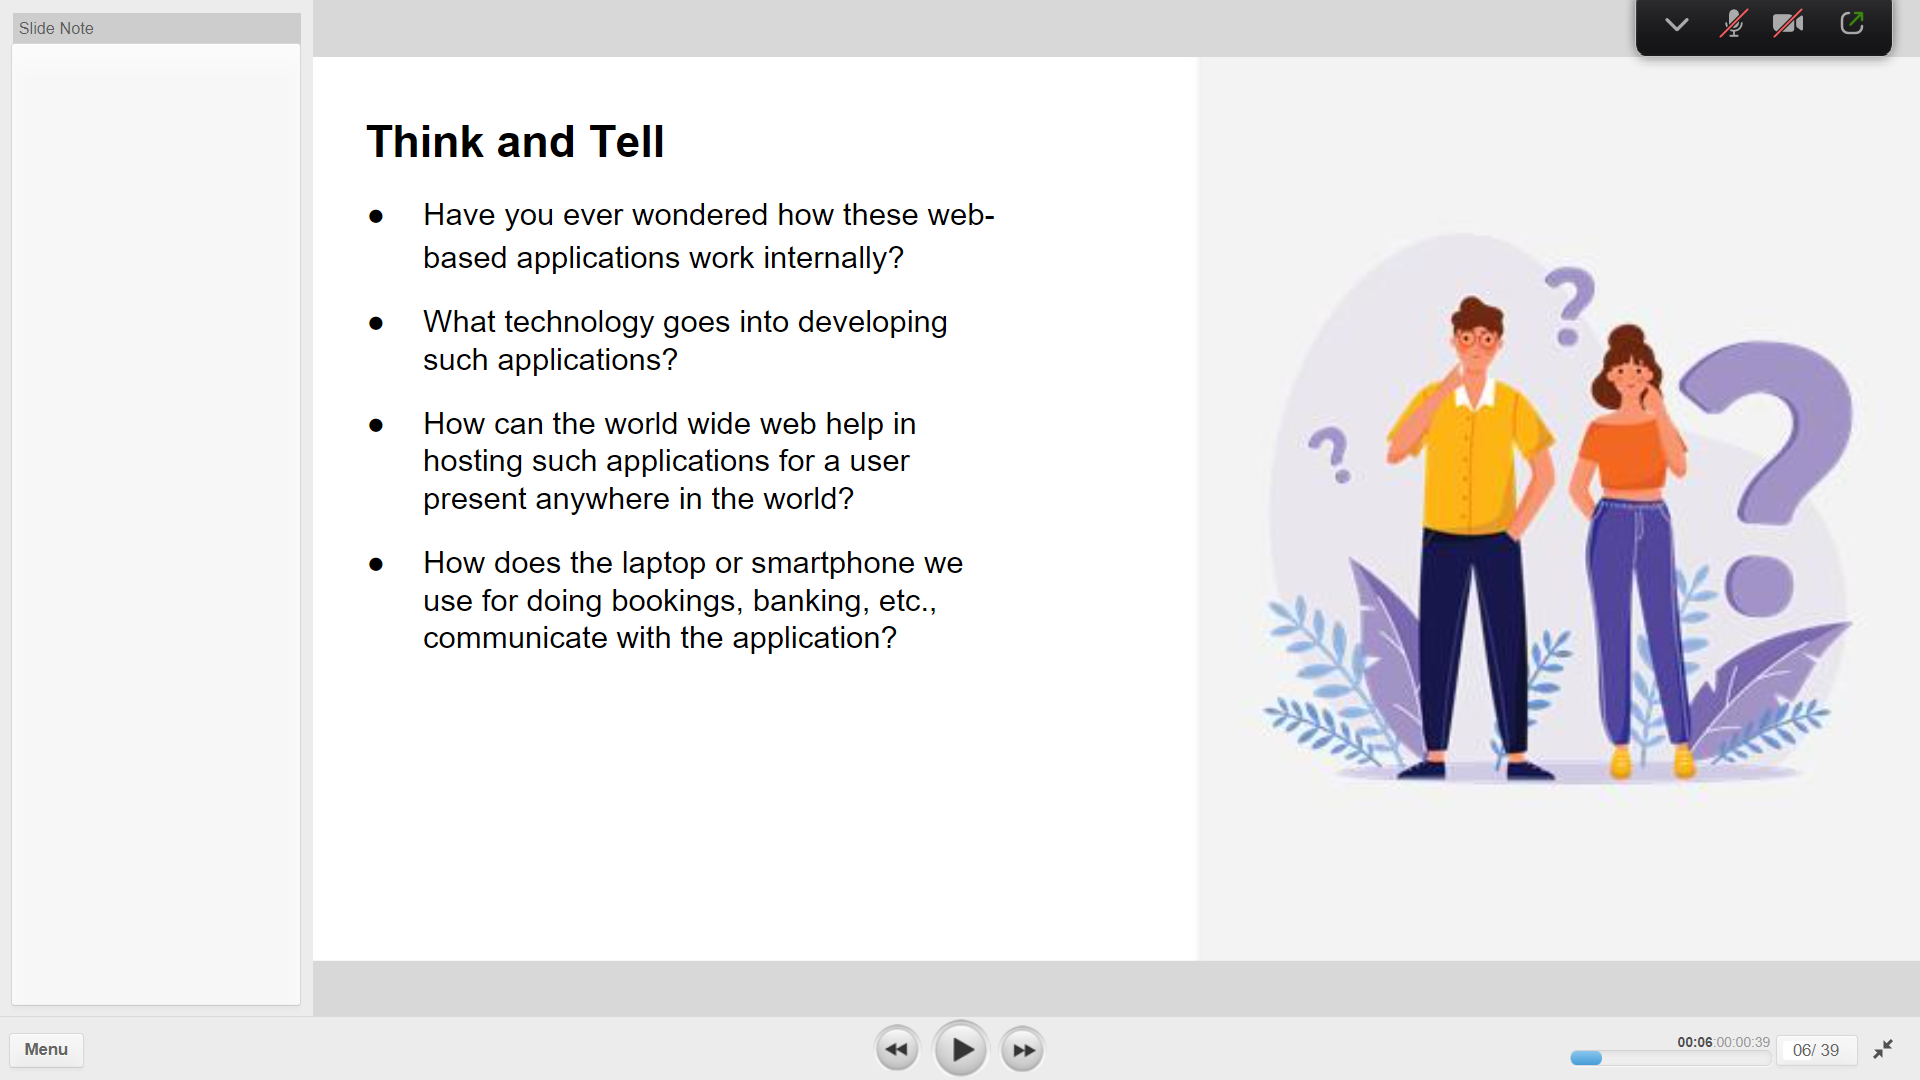 Slide Note
Think and Tell
● Have you ever wondered how these web-
based applications work internally?
● What technology goes into developing
such applications?
● How can the world wide web help in
hosting such applications for a user
present anywhere in the world?
● How does the laptop or smartphone we
use for doing bookings, banking, etc.,
communicate with the application?
? ? ?
Menu
00:06:00:00:39
06/ 39